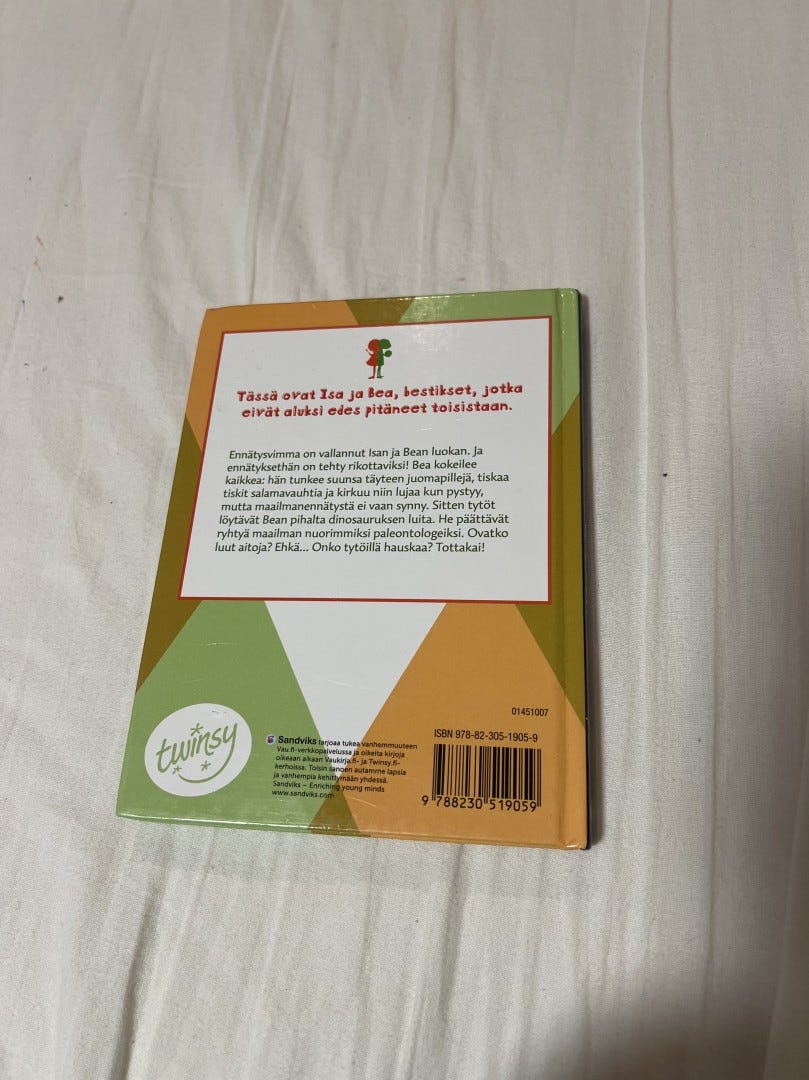 Tässä ovat Isa ja Bea, bestikset, jotka
eivät aluksi edes pitäneet toisistaan.
Ennätysvimma on vallannut Isan ja Bean luokan. Ja
ennätyksethän on tehty rikottaviksi! Bea kokeilee
kaikkea: hän tunkee suunsa täyteen juomapillejä, tiskaa
tiskit salamavauhtia ja kirkuu niin lujaa kun pystyy,
mutta maailmanennätystä ei vaan synny. Sitten tytöt
löytävät Bean pihalta dinosauruksen luita. He päättävät
ryhtyä maailman nuorimmiksi paleontologeiksi. Ovatko
luut aitoja? Ehkä... Onko tytöillä hauskaa? Tottakai!
01451007
twinsy
Sandviks tarjoaa tukea vanhemmuuteen
Vau.fi-verkkopalvelussa ja oikeita kirjoja
oikeaan aikaan Vaukirja.fi- ja Twinsy.fi-
kerhoissa. Toisin sanoen autamme lapsia
ja vanhempia kehittymään yhdessä.
Sandviks – Enriching young minds
www.sandviks.com
ISBN 978-82-305-1905-9
9 788230 519059